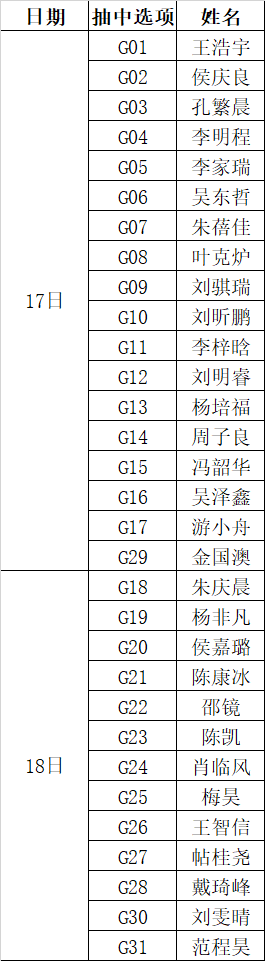 日期 抽中选项 姓名
G01 王浩宇
G02 侯庆良
G03 孔繁晨
G04 李明程
G05 李家瑞
G06 吴东哲
G07 朱蓓佳
G08 叶克炉
17日 G09 刘骐瑞
G10 刘昕鹏
G11 李梓晗
G12 刘明睿
G13 杨培福
G14 周子良
G15 冯韶华
G16 吴泽鑫
G17 游小舟
G29 金国澳
G18 朱庆晨
G19 杨非凡
G20 侯嘉璐
G21 陈康冰
G22 邵镜
G23 陈凯
18日 G24 肖临风
G25 梅昊
G26 王智信
G27 帖桂尧
G28 戴琦峰
G30 刘雯晴
G31 范程昊